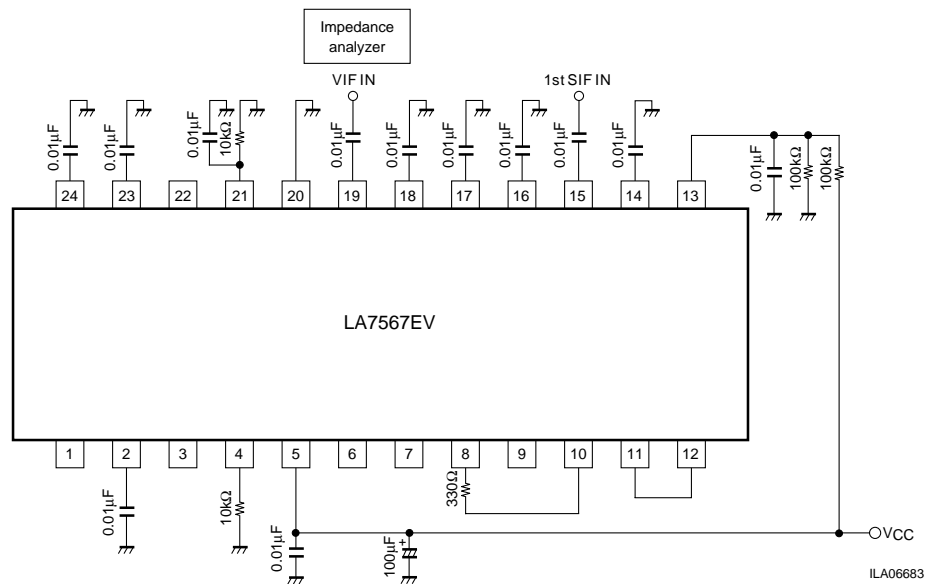 Impedance
analyzer
VIF IN
1st SIF IN
0.01µF
0.01µF
0.01µF
10kΩ
0.01µF
0.01µF
0.01µF
0.01µF
0.01µF
0.01µF
0.01µF
100kΩ
100kΩ
24 23 22 21 20 19 18 17 16 15 14 13
LA7567EV
1 2 3 4 5 6 7 8 9 10 11 12
0.01µF
10kΩ
0.01µF
100µF
+
330Ω
VCC
ILA06683